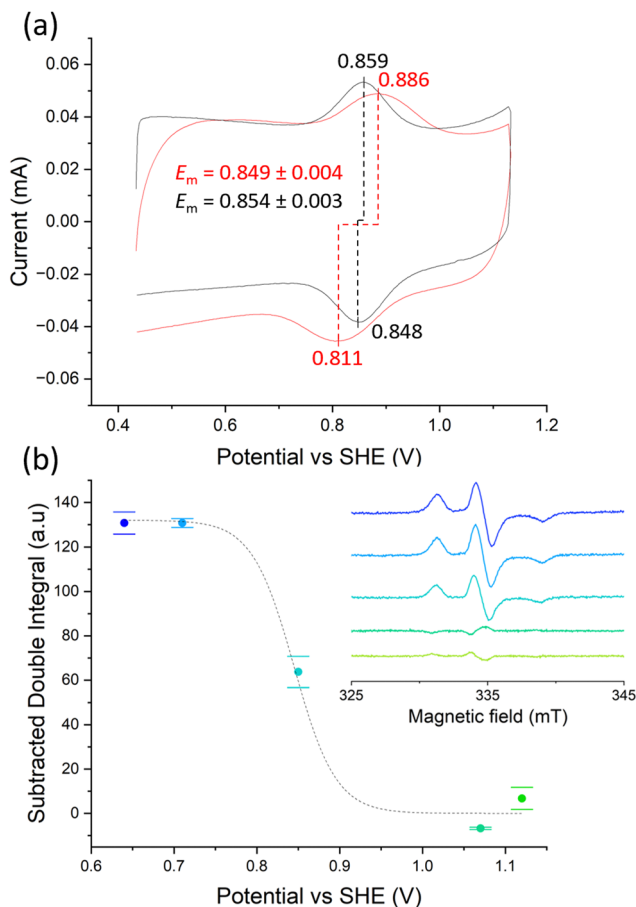 (a)
0.06
0.04
0.02
0.00
−0.02
−0.04
−0.06
Current (mA)
0.859
0.886
Em = 0.849 ± 0.004
Em = 0.854 ± 0.003
0.848
0.811
0.4 0.6 0.8 1.0 1.2
Potential vs SHE (V)
(b)
140
120
100
80
60
40
20
0
Subtracted Double Integral (a.u)
325 335 345
Magnetic field (mT)
0.6 0.7 0.8 0.9 1.0 1.1
Potential vs SHE (V)